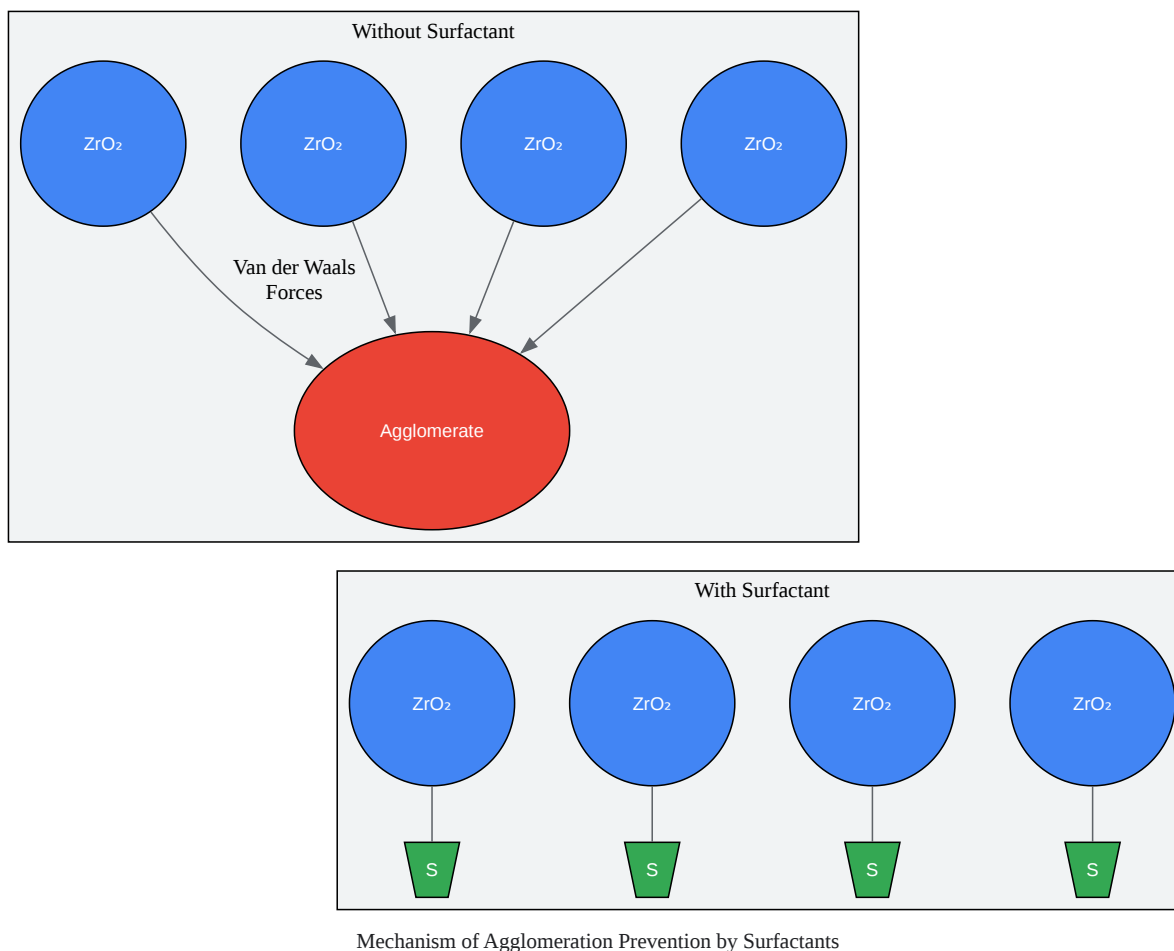 Without Surfactant
ZrO₂
ZrO₂
ZrO₂
ZrO₂
Van der Waals
Forces
Agglomerate
With Surfactant
ZrO₂
ZrO₂
ZrO₂
ZrO₂
S
S
S
S
Mechanism of Agglomeration Prevention by Surfactants